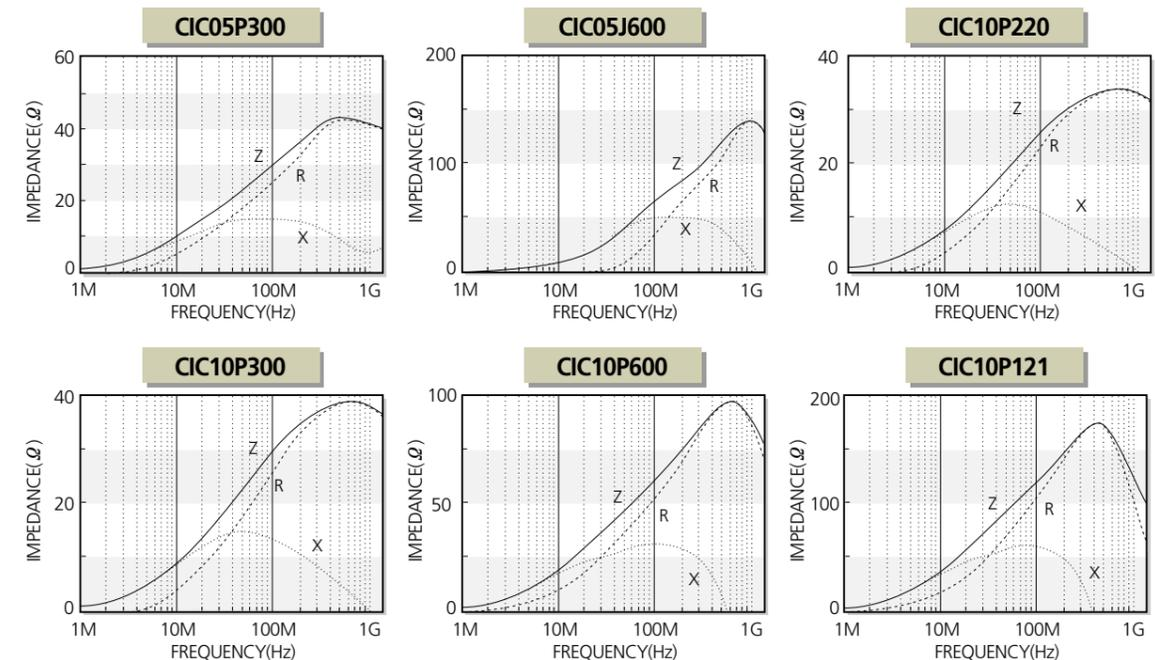 CIC05P300
CIC05J600
CIC10P220
60
40
20
0
IMPEDANCE(Ω)
Z
R
X
1M 10M 100M 1G
FREQUENCY(Hz)
200
100
0
IMPEDANCE(Ω)
Z
R
X
1M 10M 100M 1G
FREQUENCY(Hz)
40
20
0
IMPEDANCE(Ω)
Z
R
X
1M 10M 100M 1G
FREQUENCY(Hz)
CIC10P300
CIC10P600
CIC10P121
40
20
0
IMPEDANCE(Ω)
Z
R
X
1M 10M 100M 1G
FREQUENCY(Hz)
100
50
0
IMPEDANCE(Ω)
Z
R
X
1M 10M 100M 1G
FREQUENCY(Hz)
200
100
0
IMPEDANCE(Ω)
Z
R
X
1M 10M 100M 1G
FREQUENCY(Hz)